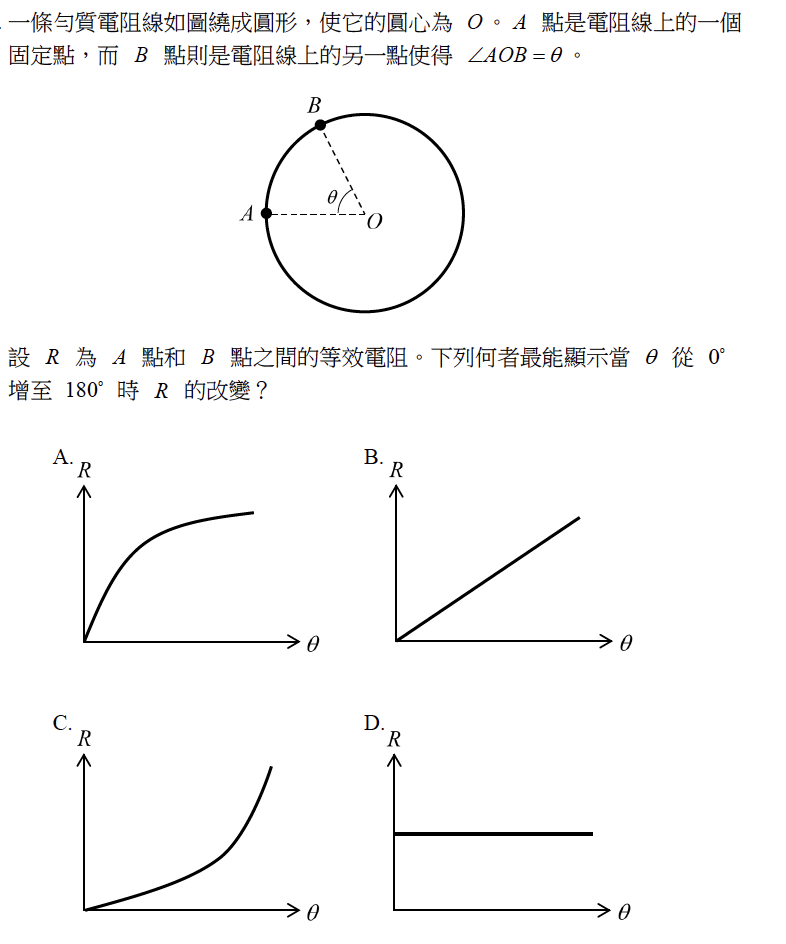 一條勻質電阻線如圖繞成圓形，使它的圓心為 O。A 點是電阻線上的一個
固定點，而 B 點則是電阻線上的另一點使得 ∠AOB = θ。
B
θ
A
O
設 R 為 A 點和 B 點之間的等效電阻。下列何者最能顯示當 θ 從 0°
增至 180° 時 R 的改變？
A.
R
θ
B.
R
θ
C.
R
θ
D.
R
θ